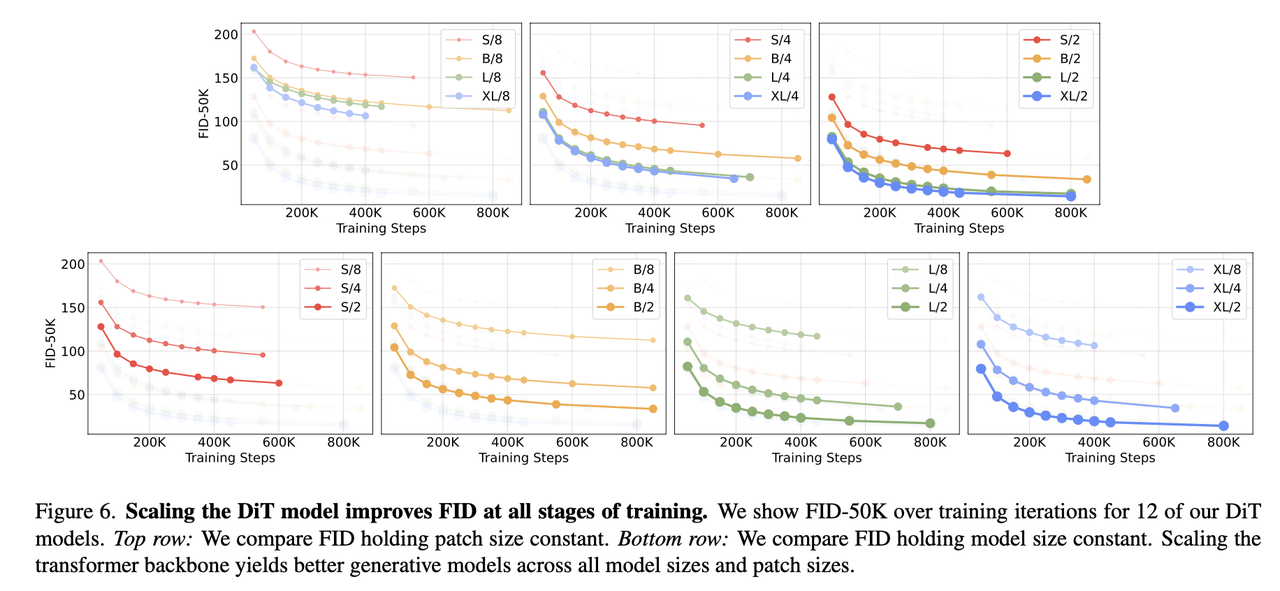 200
150
100
50
FID-50K
S/8
B/8
L/8
XL/8
200K 400K 600K 800K
Training Steps
S/4
B/4
L/4
XL/4
200K 400K 600K 800K
Training Steps
S/2
B/2
L/2
XL/2
200K 400K 600K 800K
Training Steps
200
150
100
50
FID-50K
S/8
S/4
S/2
200K 400K 600K 800K
Training Steps
B/8
B/4
B/2
200K 400K 600K 800K
Training Steps
L/8
L/4
L/2
200K 400K 600K 800K
Training Steps
XL/8
XL/4
XL/2
200K 400K 600K 800K
Training Steps
Figure 6. Scaling the DiT model improves FID at all stages of training. We show FID-50K over training iterations for 12 of our DiT
models. Top row: We compare FID holding patch size constant. Bottom row: We compare FID holding model size constant. Scaling the
transformer backbone yields better generative models across all model sizes and patch sizes.